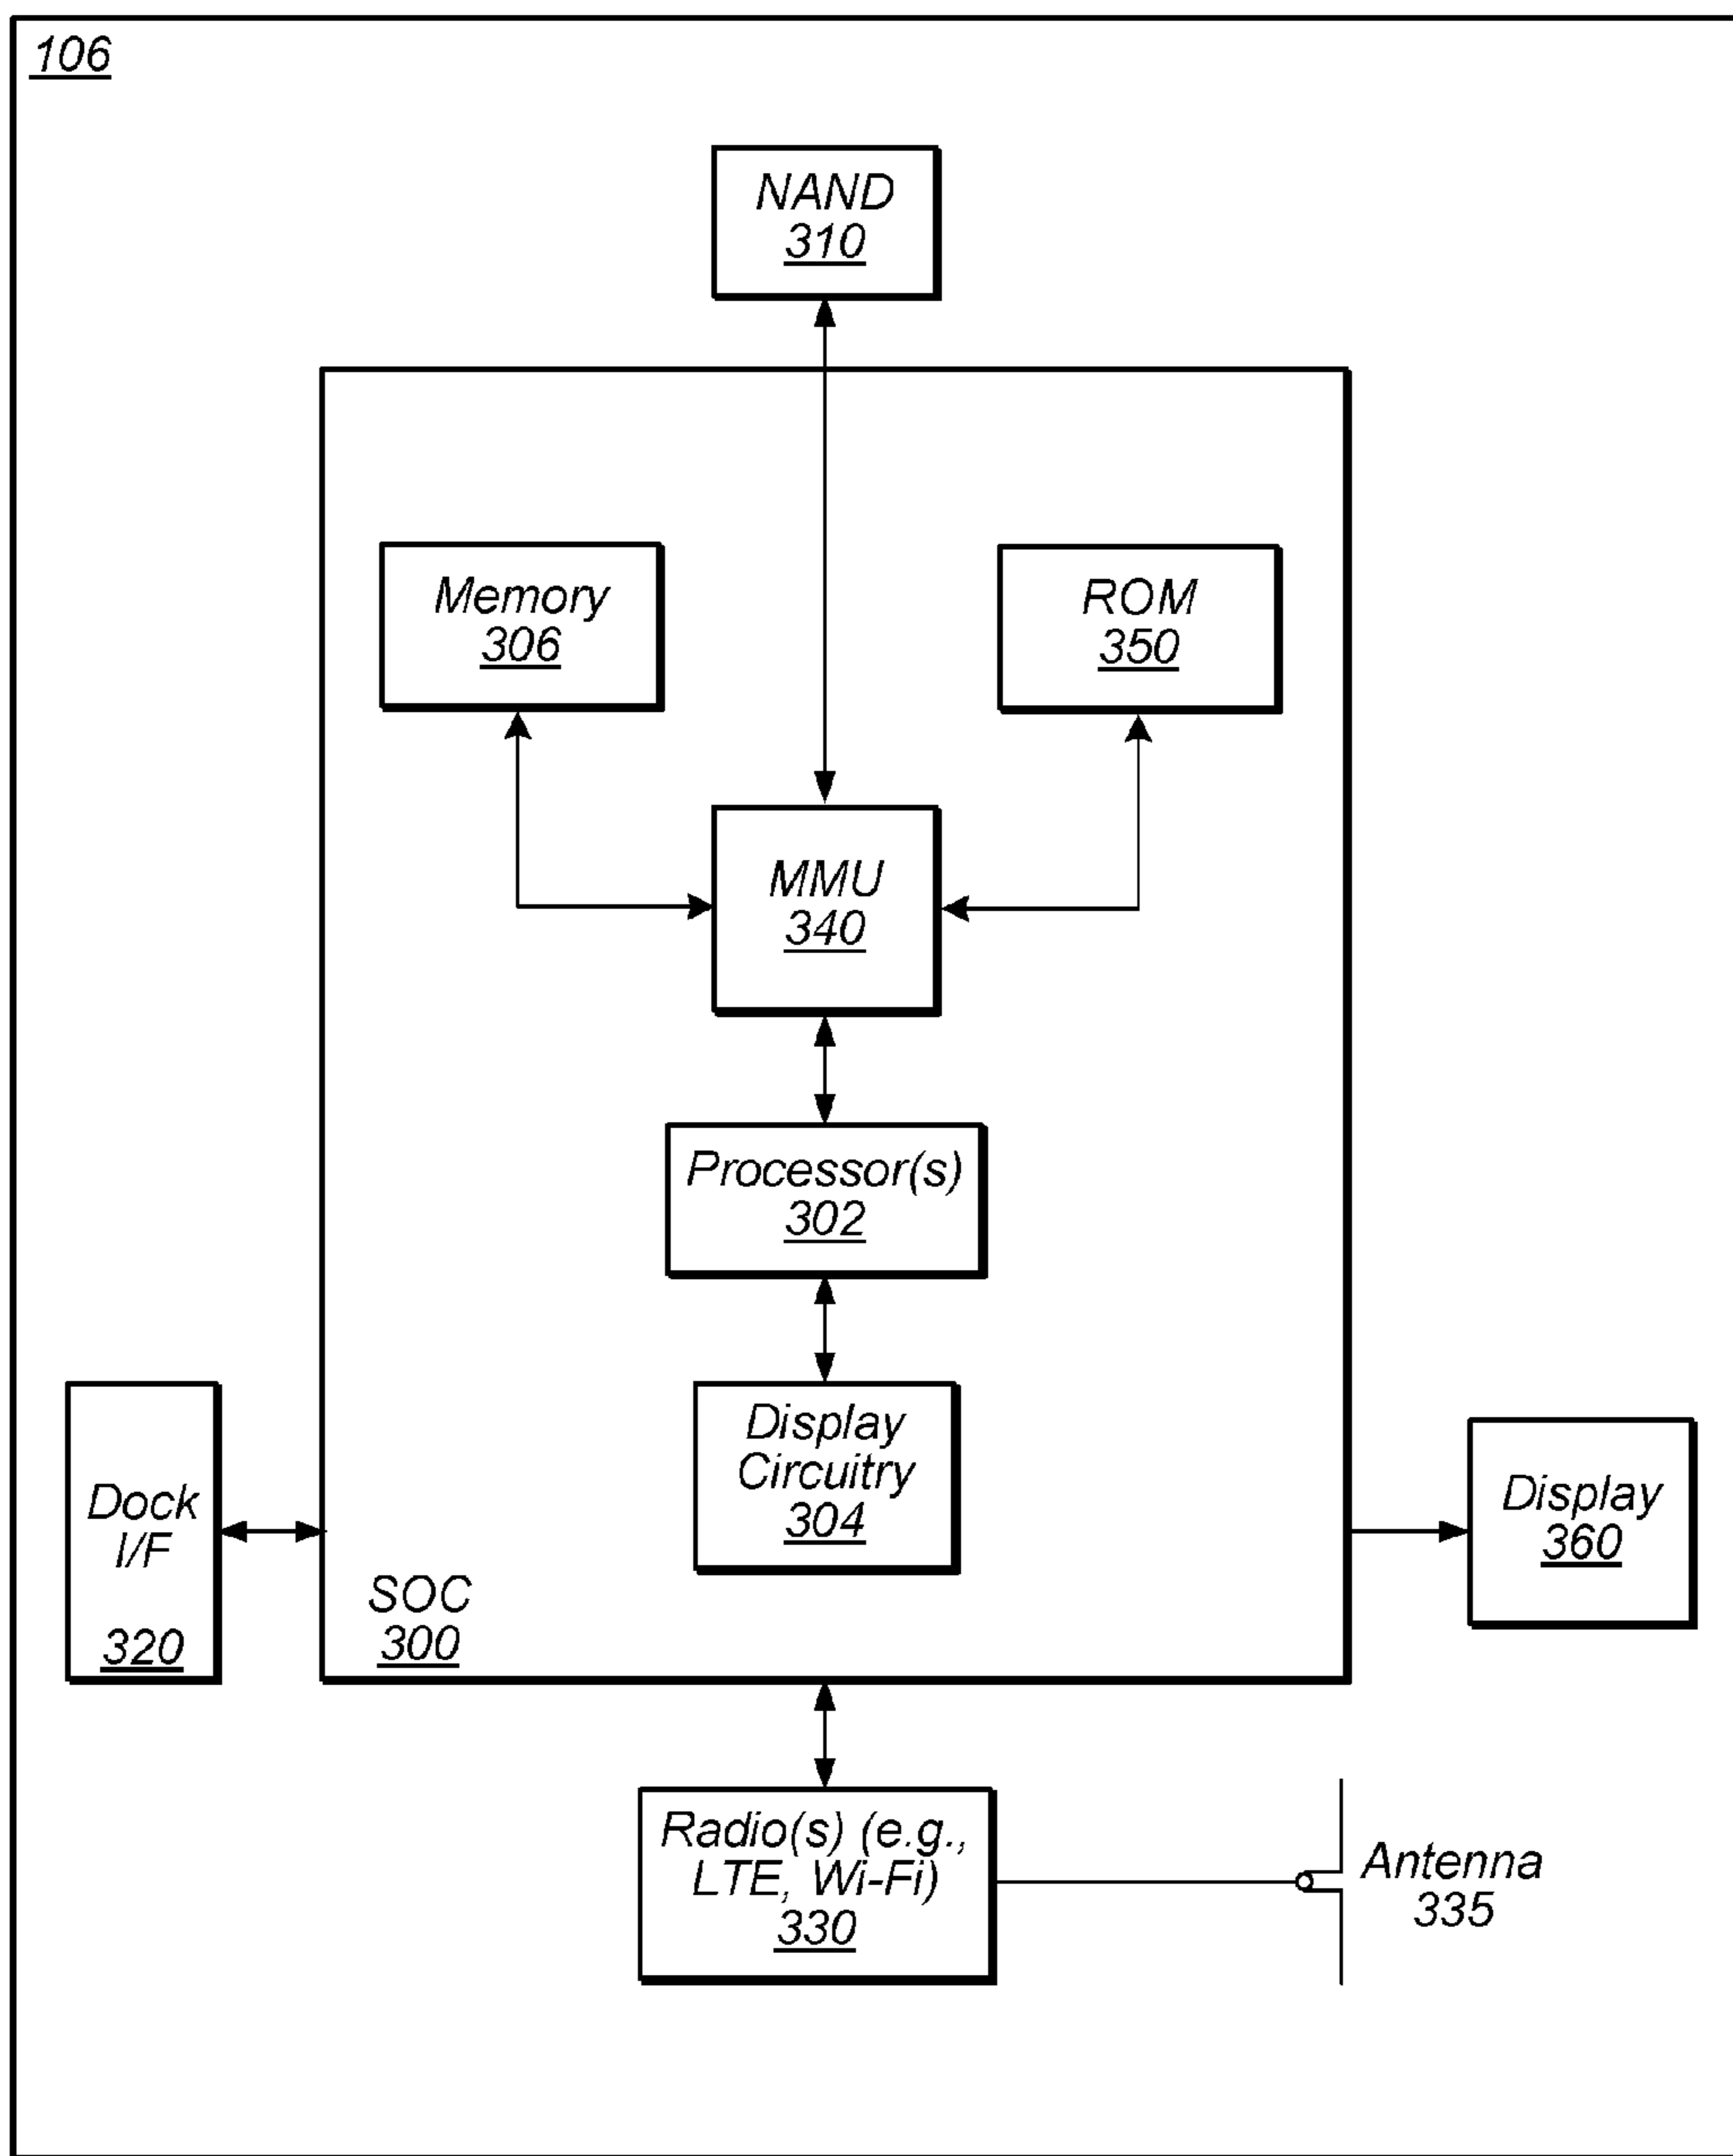 106
NAND
310
Memory
306
ROM
350
MMU
340
Processor(s)
302
Display
Circuitry
304
Dock
I/F
320
SOC
300
Display
360
Radio(s) (e.g.,
LTE, Wi-Fi)
330
Antenna
335